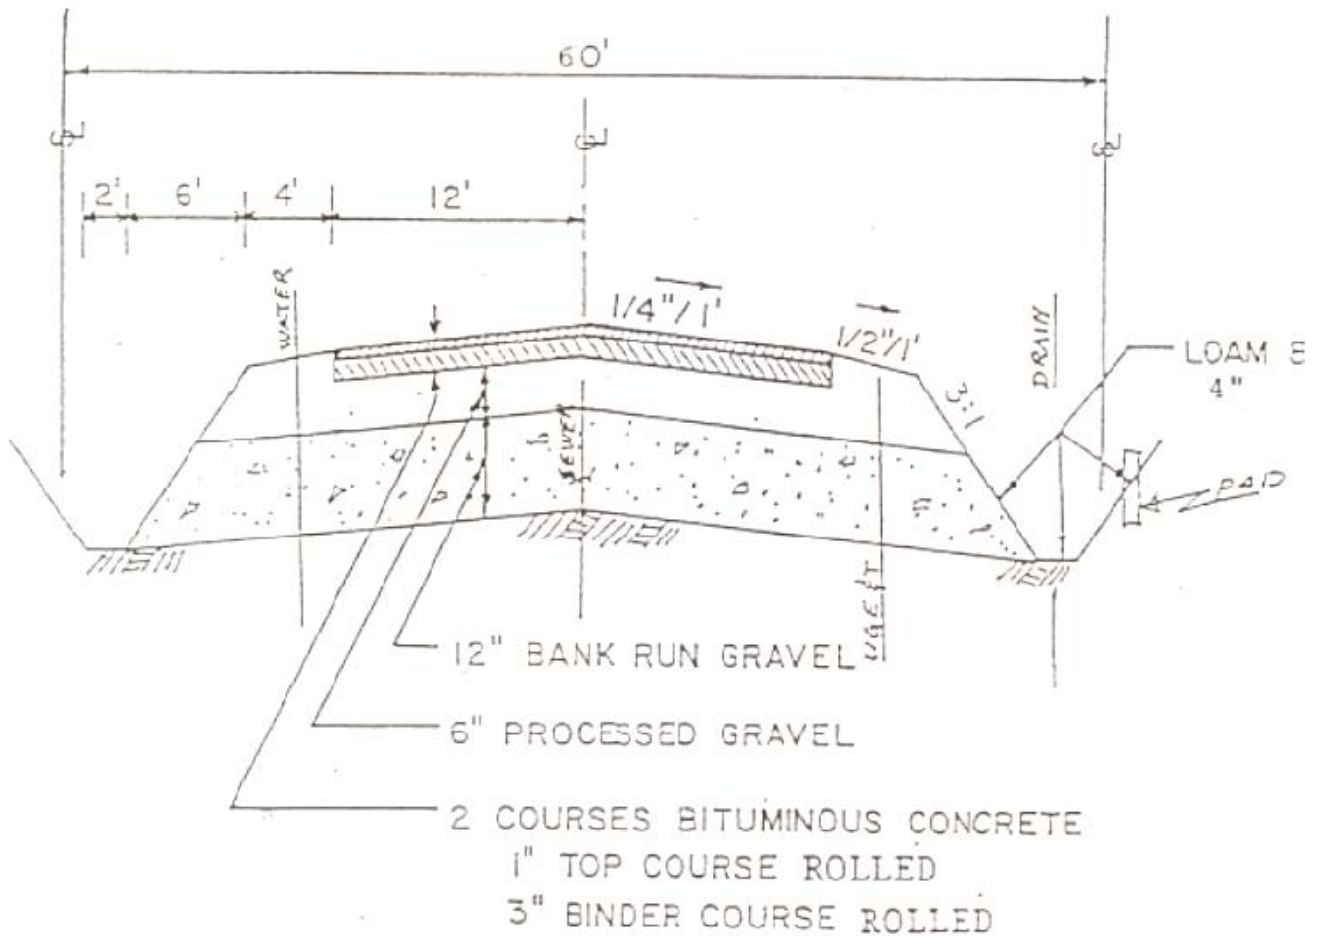 60'
2' 6' 4' 12'
WATER
1/4"/1'
1/2"/1'
DRAIN
LOAM
4"
3:1
SEWER
12" BANK RUN GRAVEL
6" PROCESSED GRAVEL
2 COURSES BITUMINOUS CONCRETE
1" TOP COURSE ROLLED
3" BINDER COURSE ROLLED